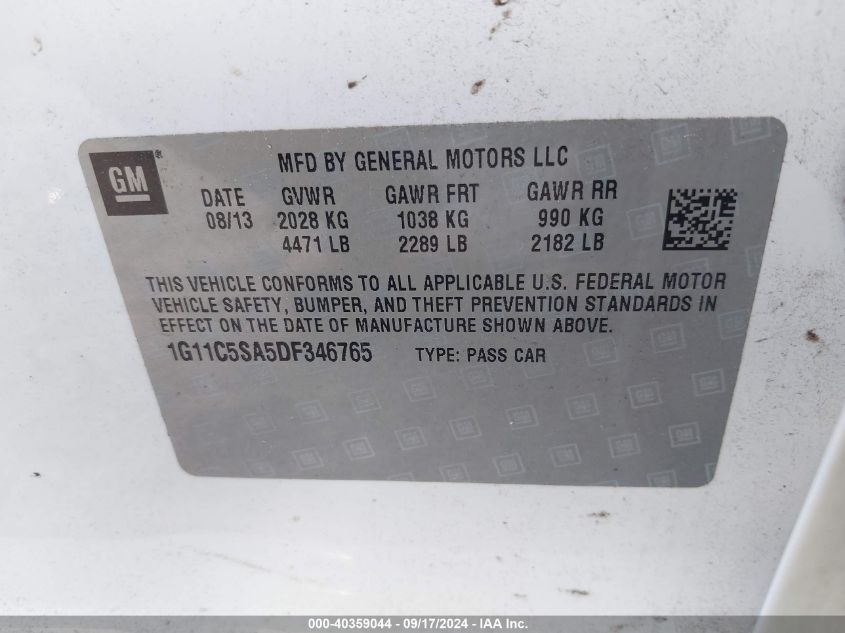 GM®
MFD BY GENERAL MOTORS LLC
DATE GVWR GAWR FRT GAWR RR
08/13 2028 KG 1038 KG 990 KG
4471 LB 2289 LB 2182 LB
THIS VEHICLE CONFORMS TO ALL APPLICABLE U.S. FEDERAL MOTOR
VEHICLE SAFETY, BUMPER, AND THEFT PREVENTION STANDARDS IN
EFFECT ON THE DATE OF MANUFACTURE SHOWN ABOVE.
1G11C5SA5DF346765 TYPE: PASS CAR
000-40359044 - 09/17/2024 - IAA Inc.